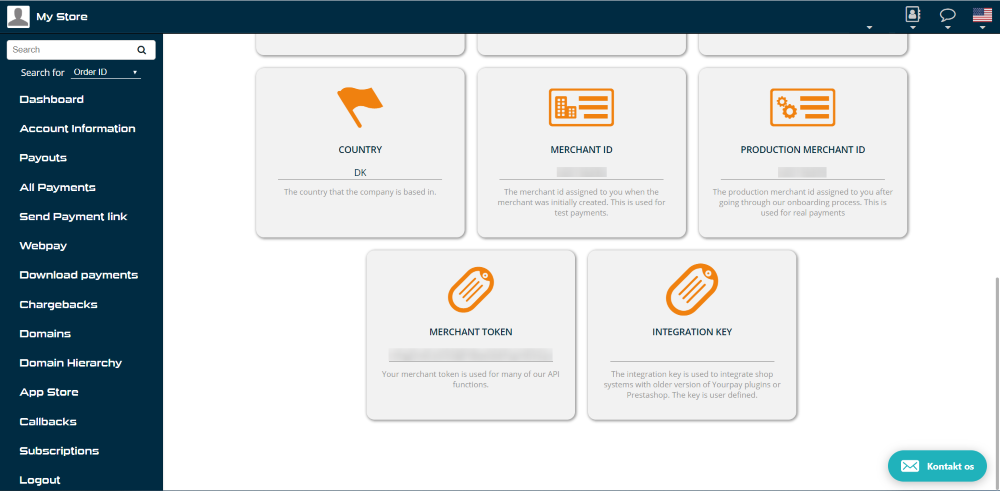 My Store
Search
Search for Order ID
Dashboard
Account Information
Payouts
All Payments
Send Payment link
Webpay
Download payments
Chargebacks
Domains
Domain Hierarchy
App Store
Callbacks
Subscriptions
Logout
COUNTRY
DK
The country that the company is based in.
MERCHANT ID
The merchant id assigned to you when the
merchant was initially created. This is used for
test payments.
PRODUCTION MERCHANT ID
The production merchant id assigned to you after
going through our onboarding process. This is
used for real payments
MERCHANT TOKEN
Your merchant token is used for many of our API
functions.
INTEGRATION KEY
The integration key is used to integrate shop
systems with older version of Yourpay plugins or
Prestashop. The key is user defined.
Kontakt os